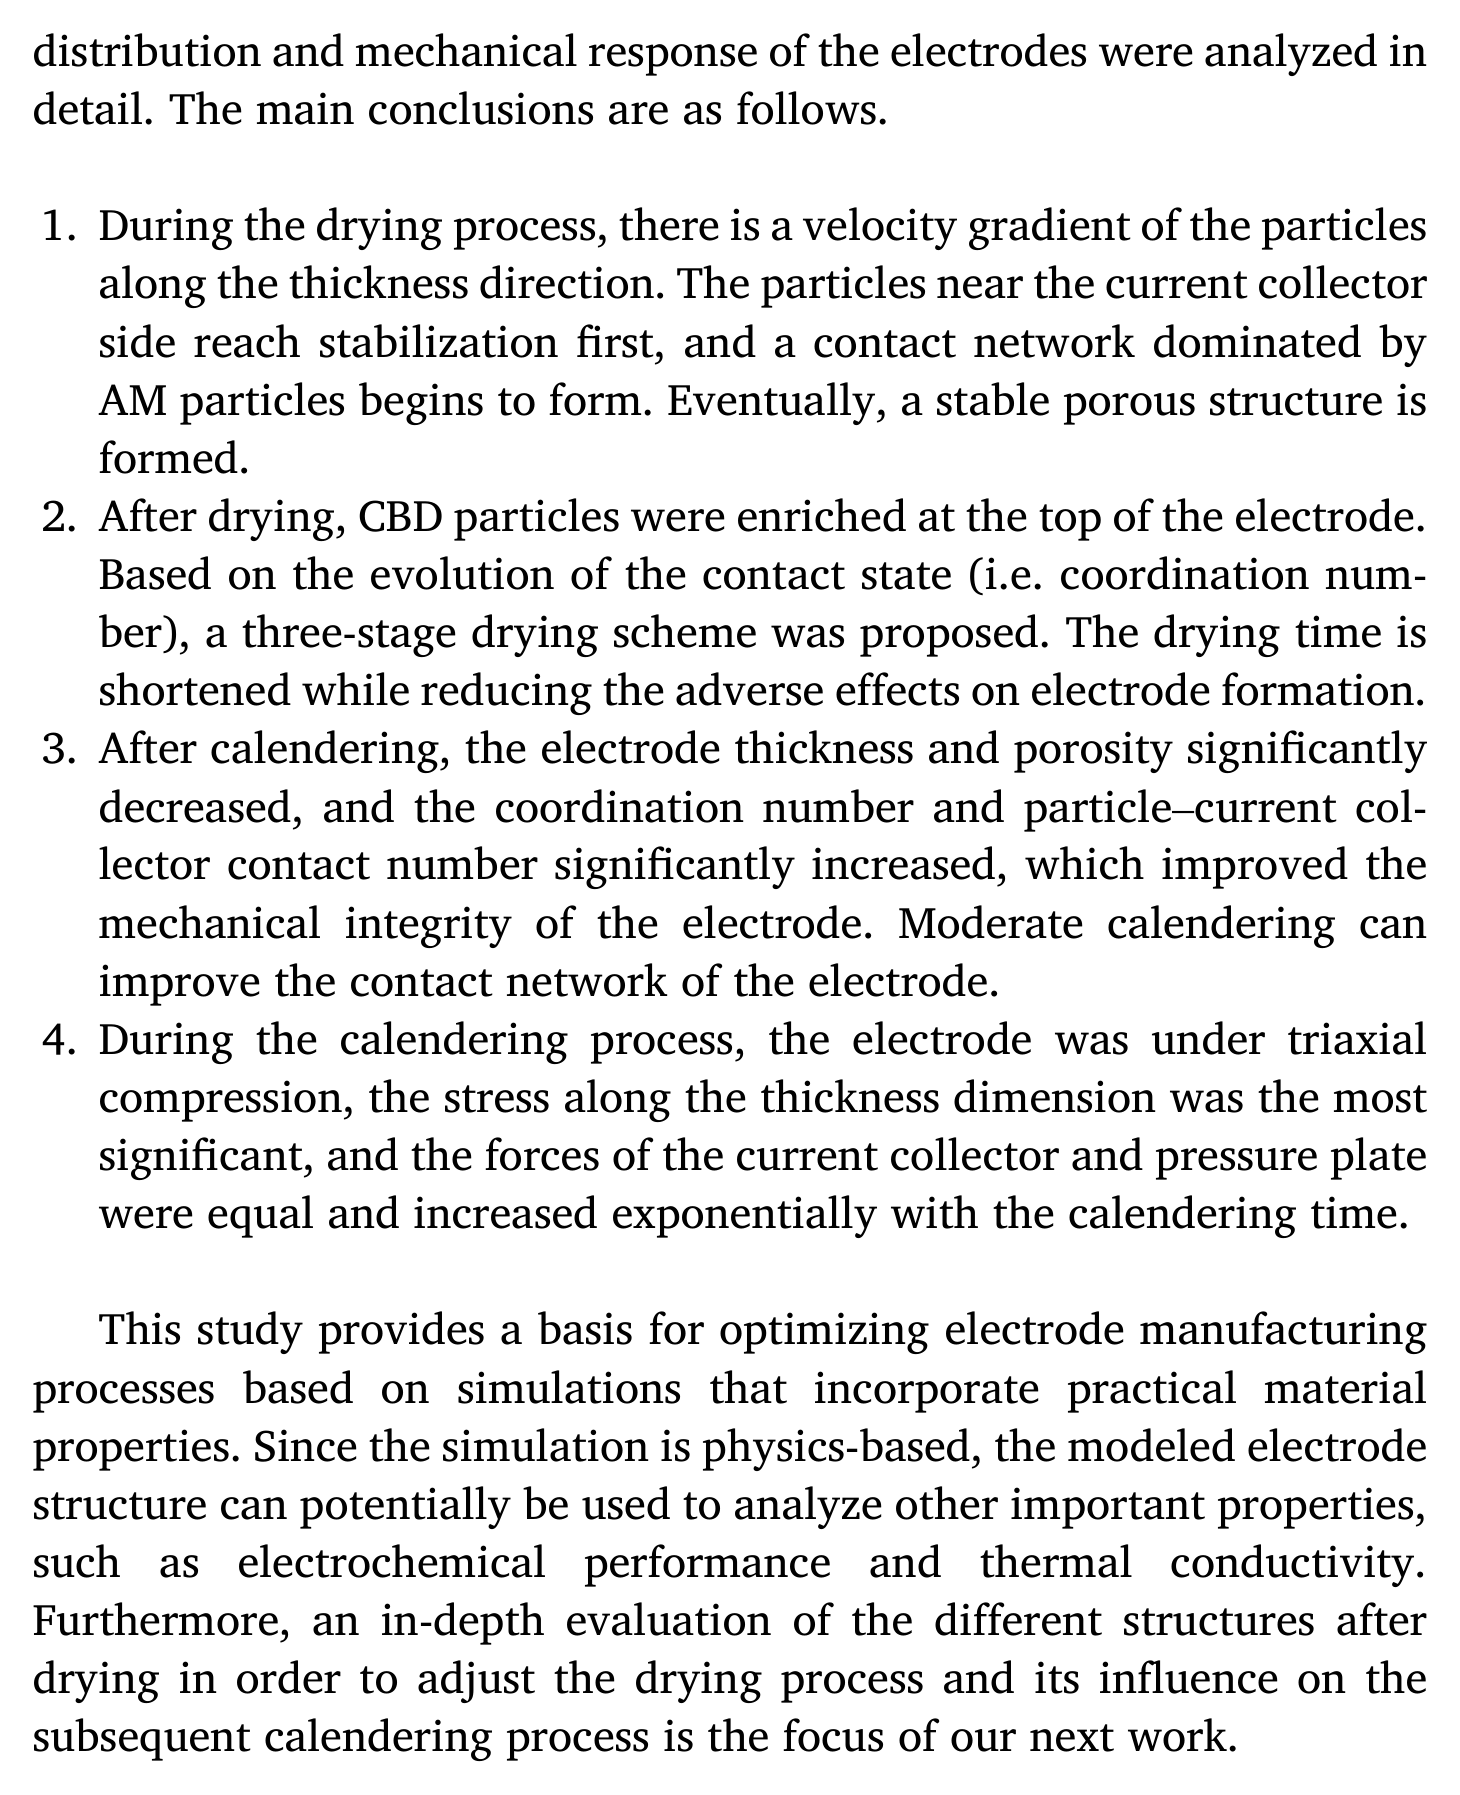 distribution and mechanical response of the electrodes were analyzed in
detail. The main conclusions are as follows.
1. During the drying process, there is a velocity gradient of the particles
along the thickness direction. The particles near the current collector
side reach stabilization first, and a contact network dominated by
AM particles begins to form. Eventually, a stable porous structure is
formed.
2. After drying, CBD particles were enriched at the top of the electrode.
Based on the evolution of the contact state (i.e. coordination num-
ber), a three-stage drying scheme was proposed. The drying time is
shortened while reducing the adverse effects on electrode formation.
3. After calendering, the electrode thickness and porosity significantly
decreased, and the coordination number and particle–current col-
lector contact number significantly increased, which improved the
mechanical integrity of the electrode. Moderate calendering can
improve the contact network of the electrode.
4. During the calendering process, the electrode was under triaxial
compression, the stress along the thickness dimension was the most
significant, and the forces of the current collector and pressure plate
were equal and increased exponentially with the calendering time.
This study provides a basis for optimizing electrode manufacturing
processes based on simulations that incorporate practical material
properties. Since the simulation is physics-based, the modeled electrode
structure can potentially be used to analyze other important properties,
such as electrochemical performance and thermal conductivity.
Furthermore, an in-depth evaluation of the different structures after
drying in order to adjust the drying process and its influence on the
subsequent calendering process is the focus of our next work.